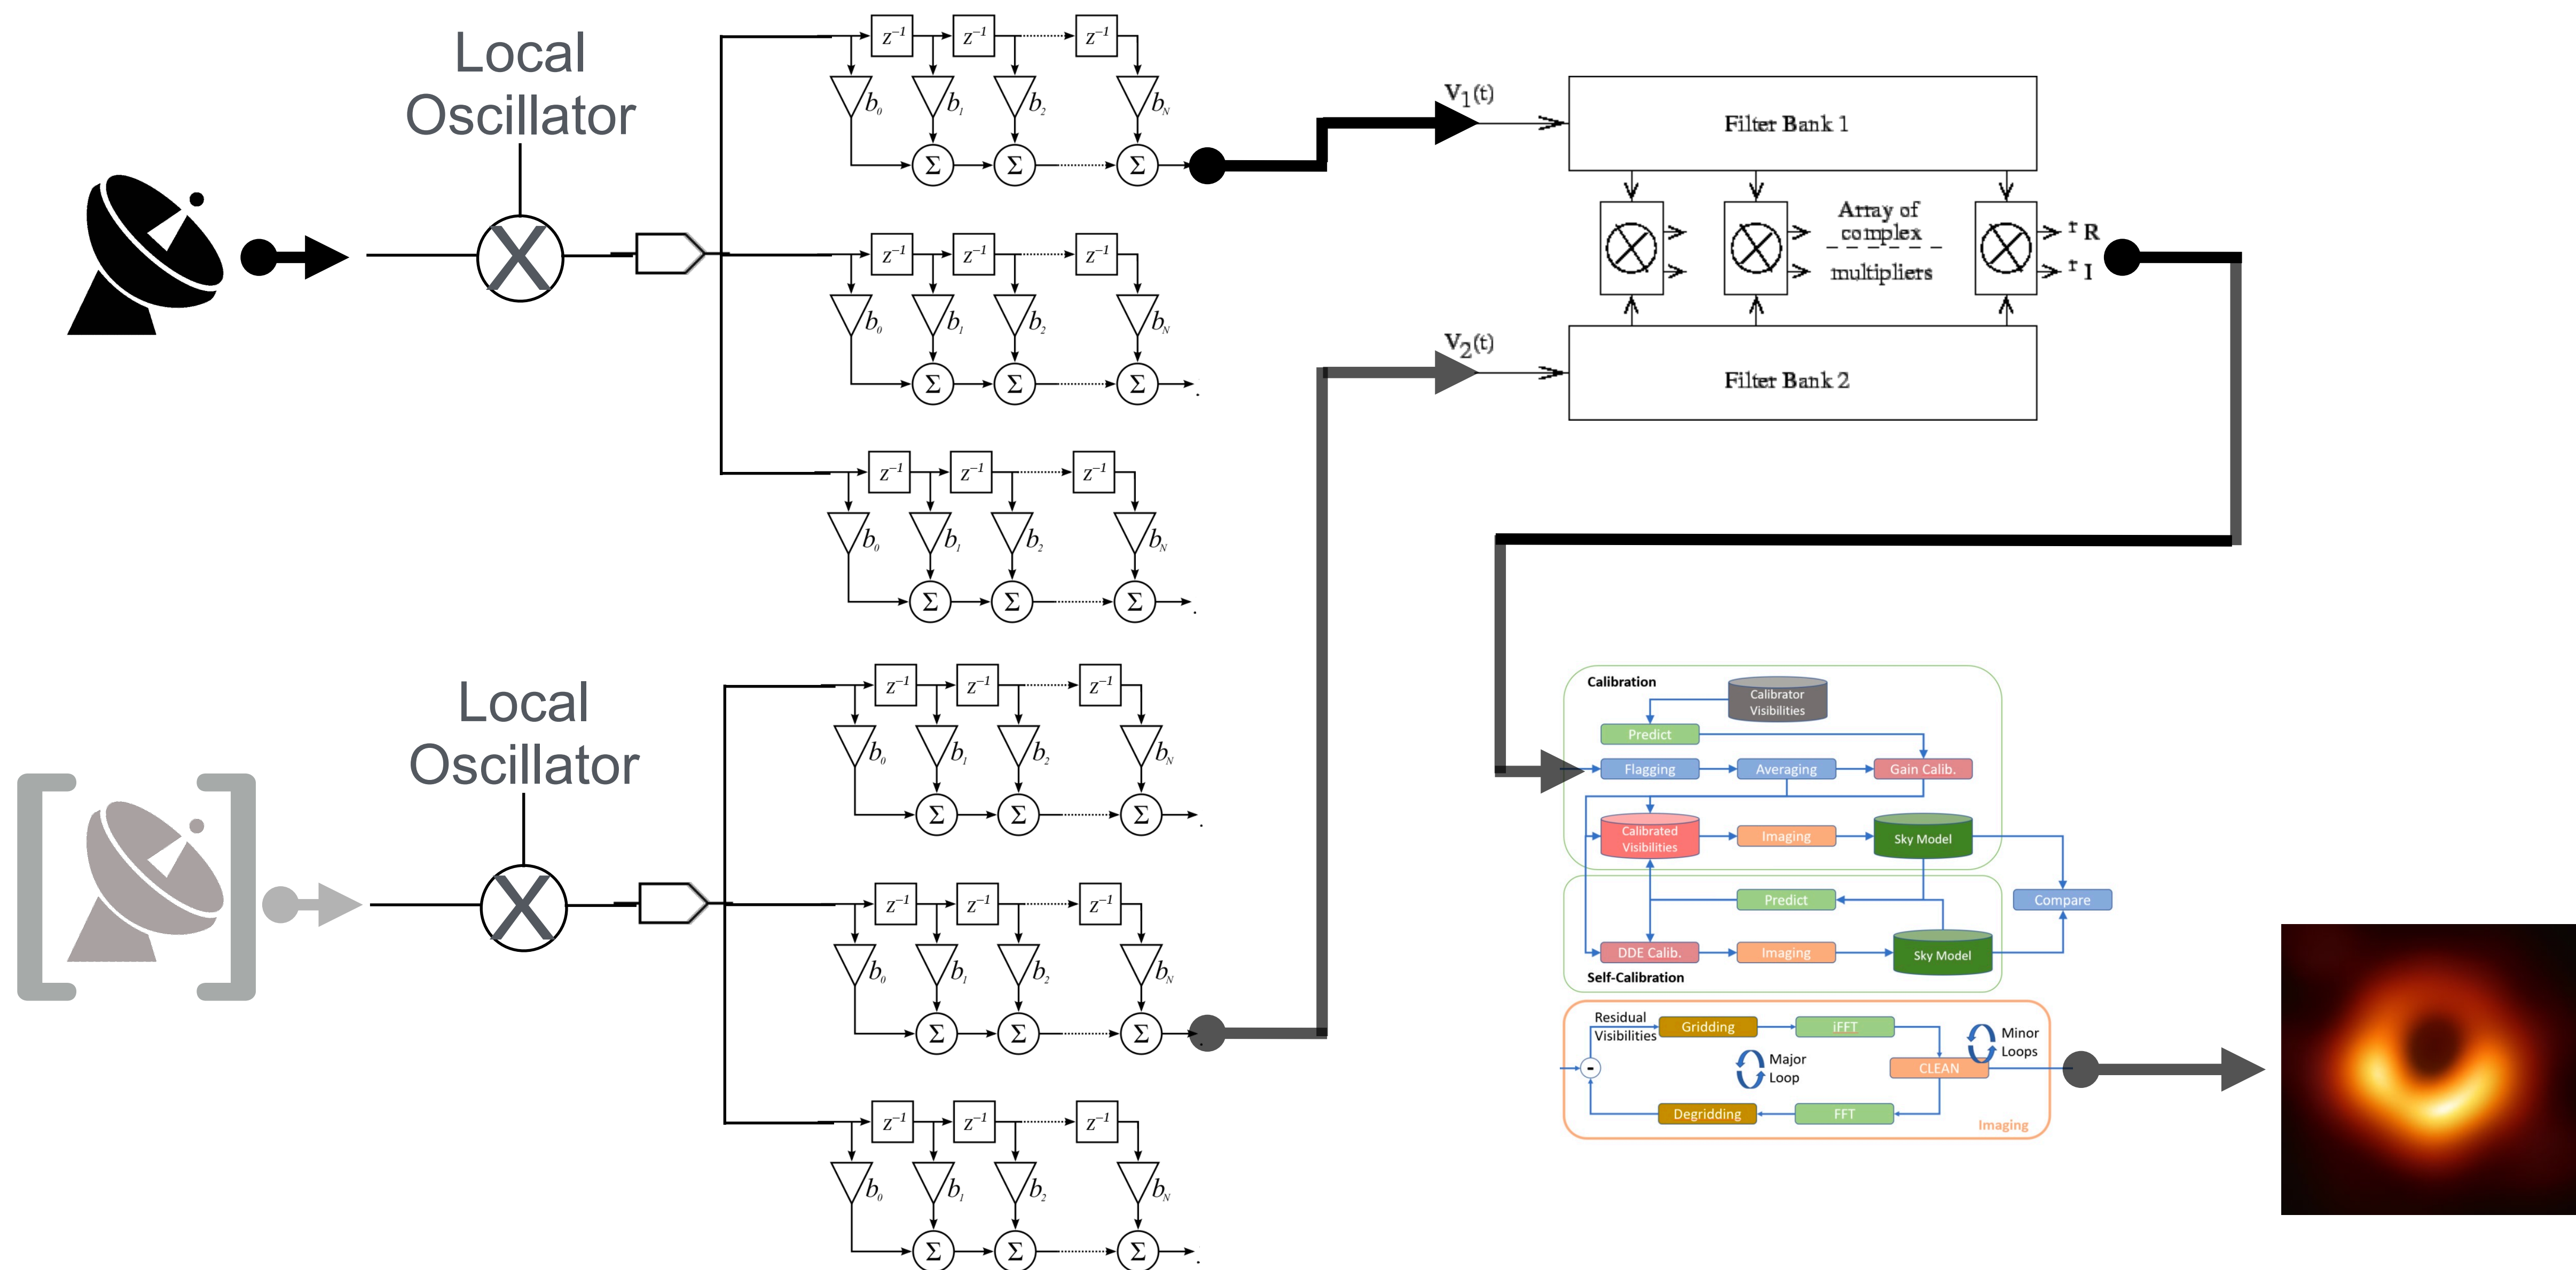 Local
Oscillator
X
z⁻¹ z⁻¹ z⁻¹
b₀ b₁ b₂ b_N
Σ Σ Σ
z⁻¹ z⁻¹ z⁻¹
b₀ b₁ b₂ b_N
Σ Σ Σ
z⁻¹ z⁻¹ z⁻¹
b₀ b₁ b₂ b_N
Σ Σ Σ
Local
Oscillator
X
z⁻¹ z⁻¹ z⁻¹
b₀ b₁ b₂ b_N
Σ Σ Σ
z⁻¹ z⁻¹ z⁻¹
b₀ b₁ b₂ b_N
Σ Σ Σ
z⁻¹ z⁻¹ z⁻¹
b₀ b₁ b₂ b_N
Σ Σ Σ
V₁(t)
Filter Bank 1
Array of
complex
multipliers
r R
r I
V₂(t)
Filter Bank 2
Calibration
Calibrator
Visibilities
Predict
Flagging Averaging Gain Calib.
Calibrated
Visibilities
Imaging
Sky Model
Predict
Compare
DDE Calib. Imaging Sky Model
Self-Calibration
Residual
Visibilities
Gridding iFFT
Minor
Loops
Major
Loop
-
CLEAN
Degridding FFT
Imaging